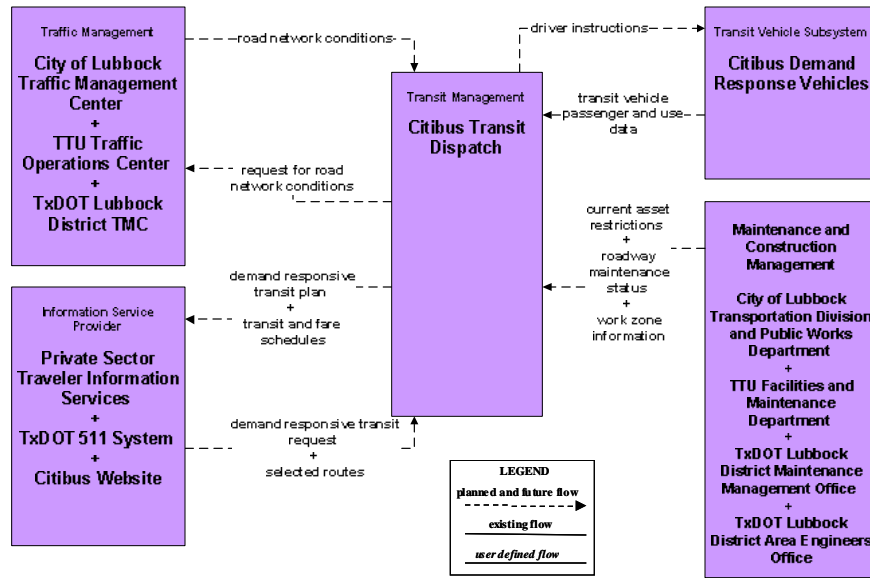 Traffic Management
City of Lubbock
Traffic Management
Center
+
TTU Traffic
Operations Center
+
TxDOT Lubbock
District TMC
road network conditions
request for road
network conditions
Information Service
Provider
Private Sector
Traveler Information
Services
+
TxDOT 511 System
+
Citibus Website
demand responsive
transit plan
+
transit and fare
schedules
demand responsive transit
request
+
selected routes
Transit Management
Citibus Transit
Dispatch
driver instructions
transit vehicle
passenger and use
data
current asset
restrictions
+
roadway
maintenance
status
+
work zone
information
Transit Vehicle Subsystem
Citibus Demand
Response Vehicles
Maintenance and
Construction
Management
City of Lubbock
Transportation Division
and Public Works
Department
+
TTU Facilities and
Maintenance
Department
+
TxDOT Lubbock
District Maintenance
Management Office
+
TxDOT Lubbock
District Area Engineers
Office
LEGEND
planned and future flow
existing flow
user defined flow